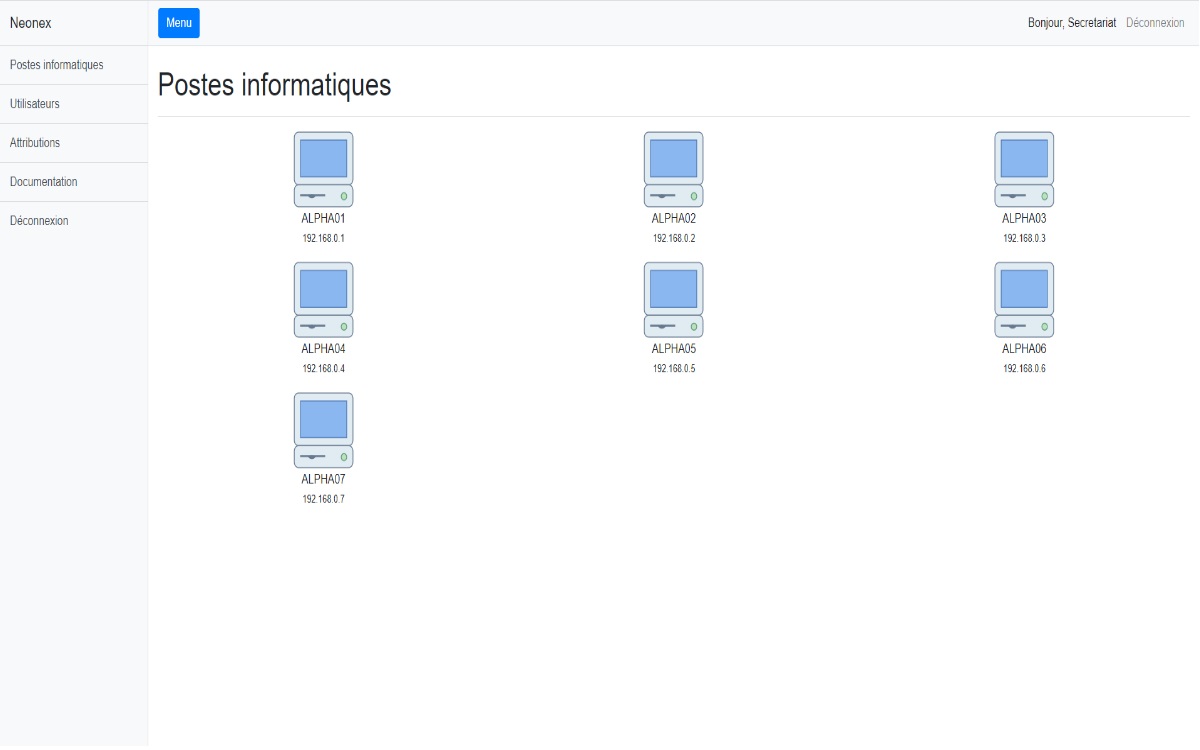 Neonex
Menu
Bonjour, Secretariat Déconnexion
Postes informatiques
Utilisateurs
Attributions
Documentation
Déconnexion
Postes informatiques
ALPHA01
192.168.0.1
ALPHA02
192.168.0.2
ALPHA03
192.168.0.3
ALPHA04
192.168.0.4
ALPHA05
192.168.0.5
ALPHA06
192.168.0.6
ALPHA07
192.168.0.7